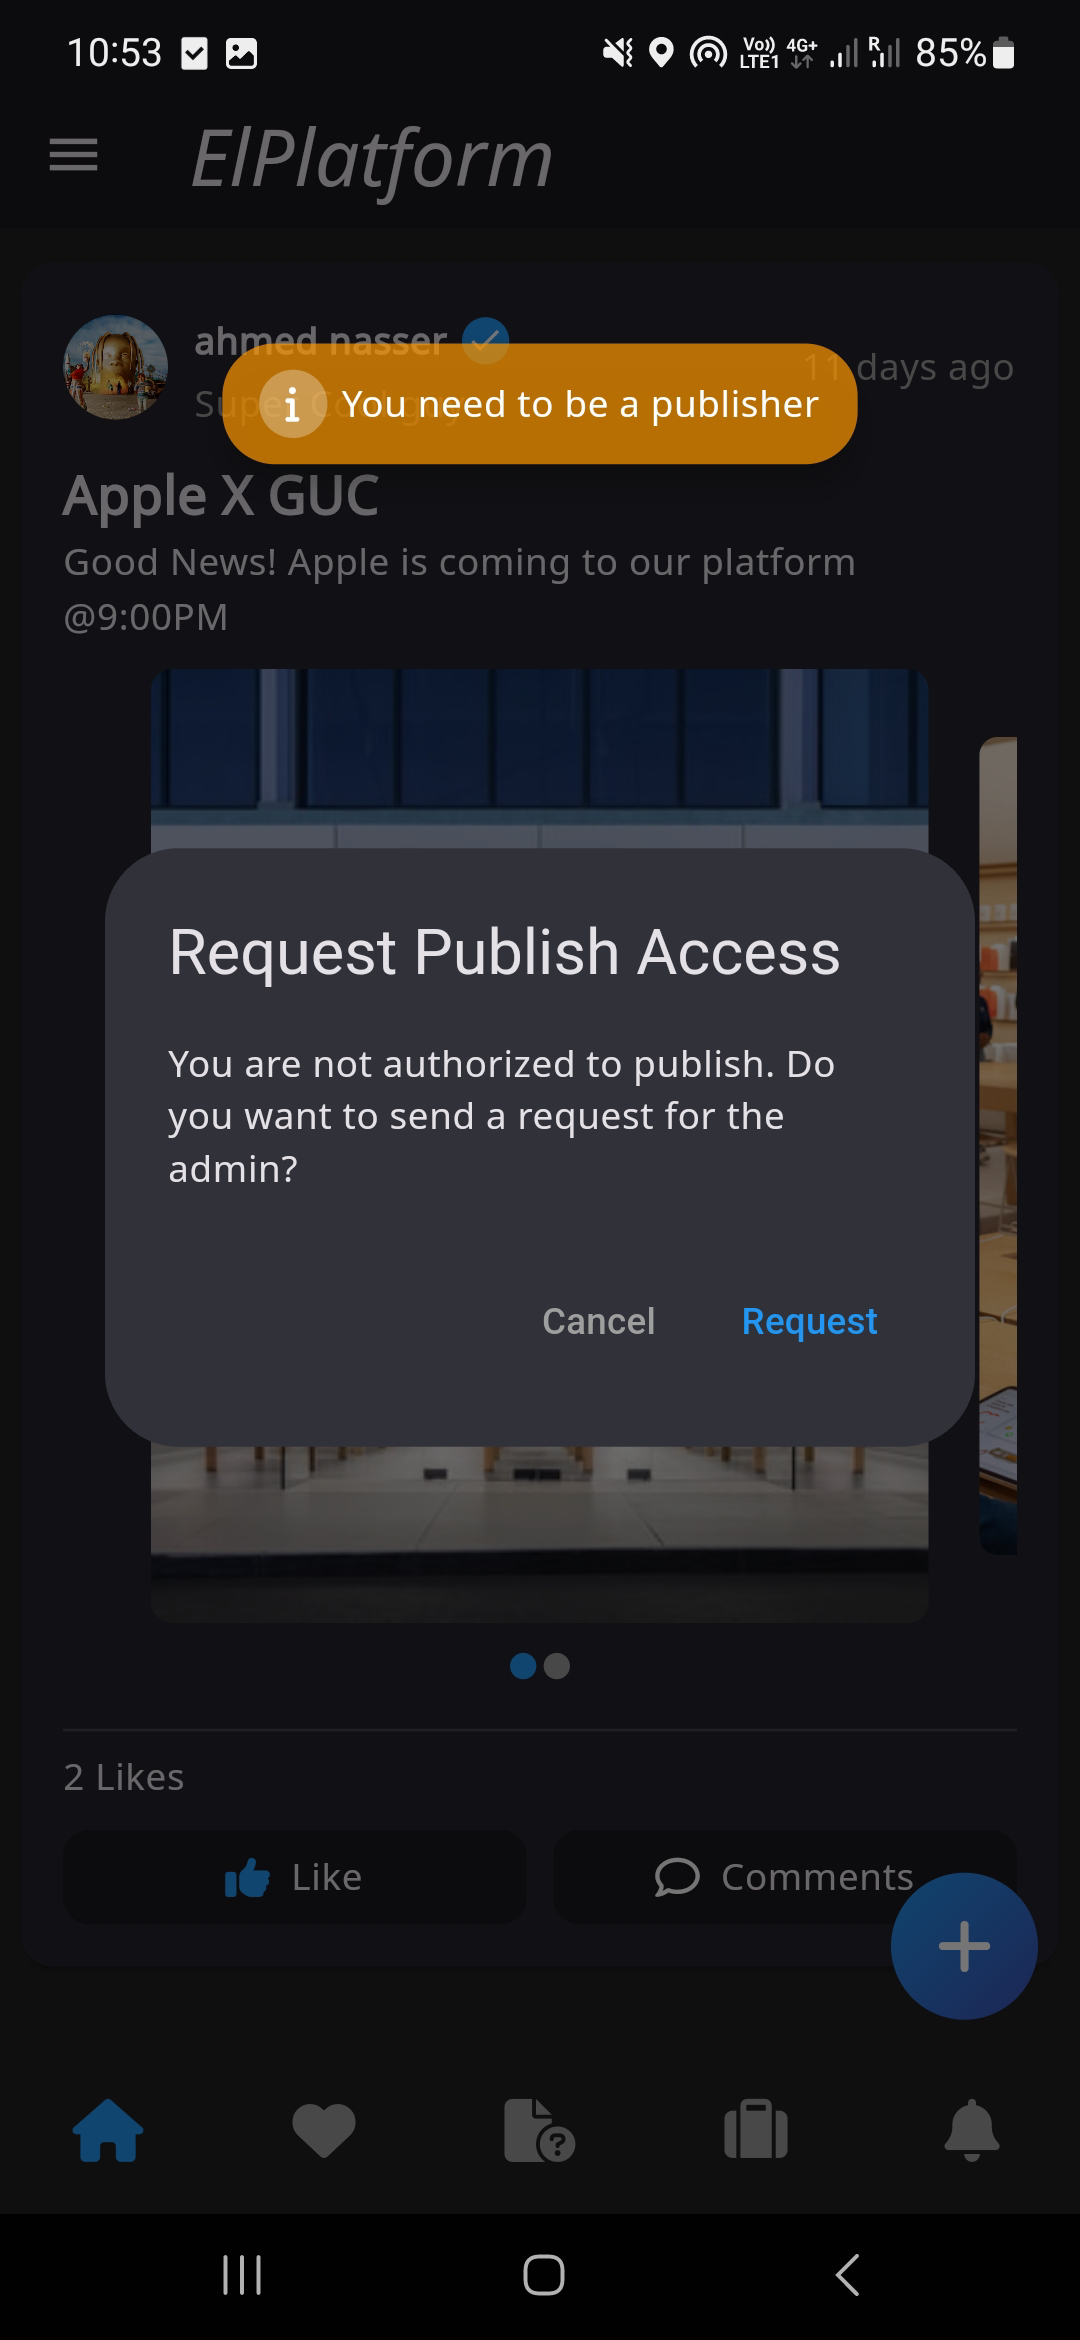 10:53
Vo)) LTE1 4G+ R 85%
ElPlatform
ahmed nasser
11 days ago
You need to be a publisher
Apple X GUC
Good News! Apple is coming to our platform
@9:00PM
Request Publish Access
You are not authorized to publish. Do
you want to send a request for the
admin?
Cancel Request
2 Likes
Like
Comments